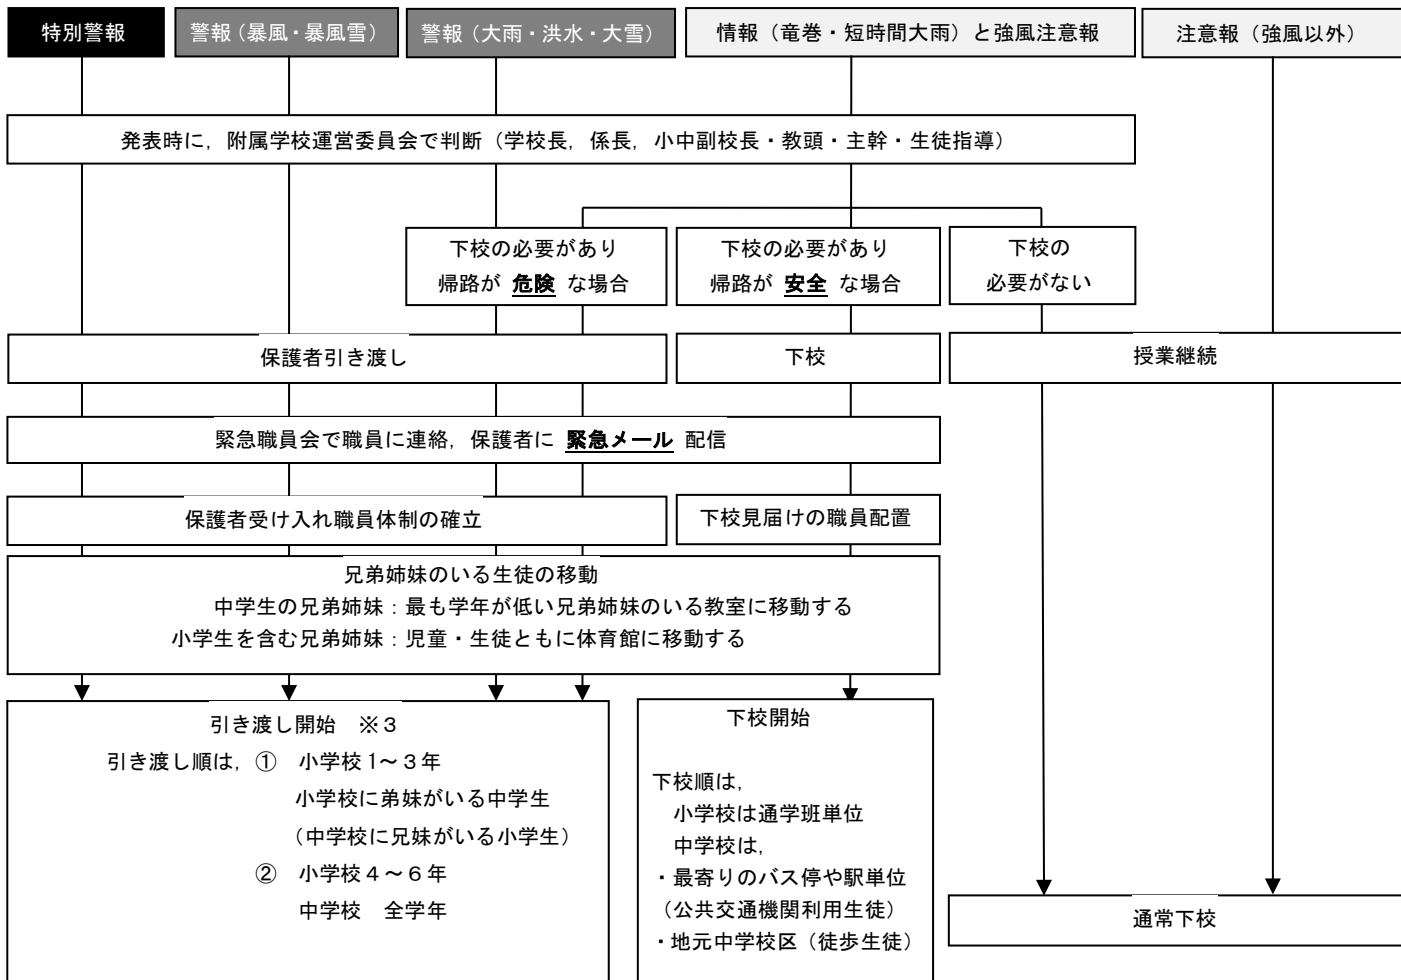 特別警報
警報（暴風・暴風雪）
警報（大雨・洪水・大雪）
情報（竜巻・短時間大雨）と強風注意報
注意報（強風以外）
発表時に，附属学校運営委員会で判断（学校長，係長，小中副校長・教頭・主幹・生徒指導）
下校の必要があり
帰路が 危険 な場合
下校の必要があり
帰路が 安全 な場合
下校の
必要がない
保護者引き渡し
下校
授業継続
緊急職員会で職員に連絡，保護者に 緊急メール 配信
保護者受け入れ職員体制の確立
下校見届けの職員配置
兄弟姉妹のいる生徒の移動
中学生の兄弟姉妹：最も学年が低い兄弟姉妹のいる教室に移動する
小学生を含む兄弟姉妹：児童・生徒ともに体育館に移動する
引き渡し開始　※３
引き渡し順は，①　小学校１～３年
小学校に弟妹がいる中学生
（中学校に兄妹がいる小学生）
②　小学校４～６年
中学校　全学年
下校開始
下校順は，
小学校は通学班単位
中学校は，
・最寄りのバス停や駅単位
（公共交通機関利用生徒）
・地元中学校区（徒歩生徒）
通常下校